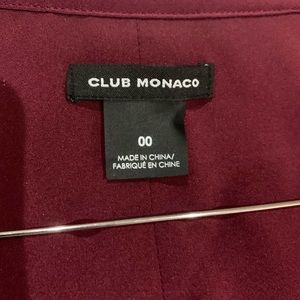 CLUB MONACO
00
MADE IN CHINA/
FABRIQUÉ EN CHINE